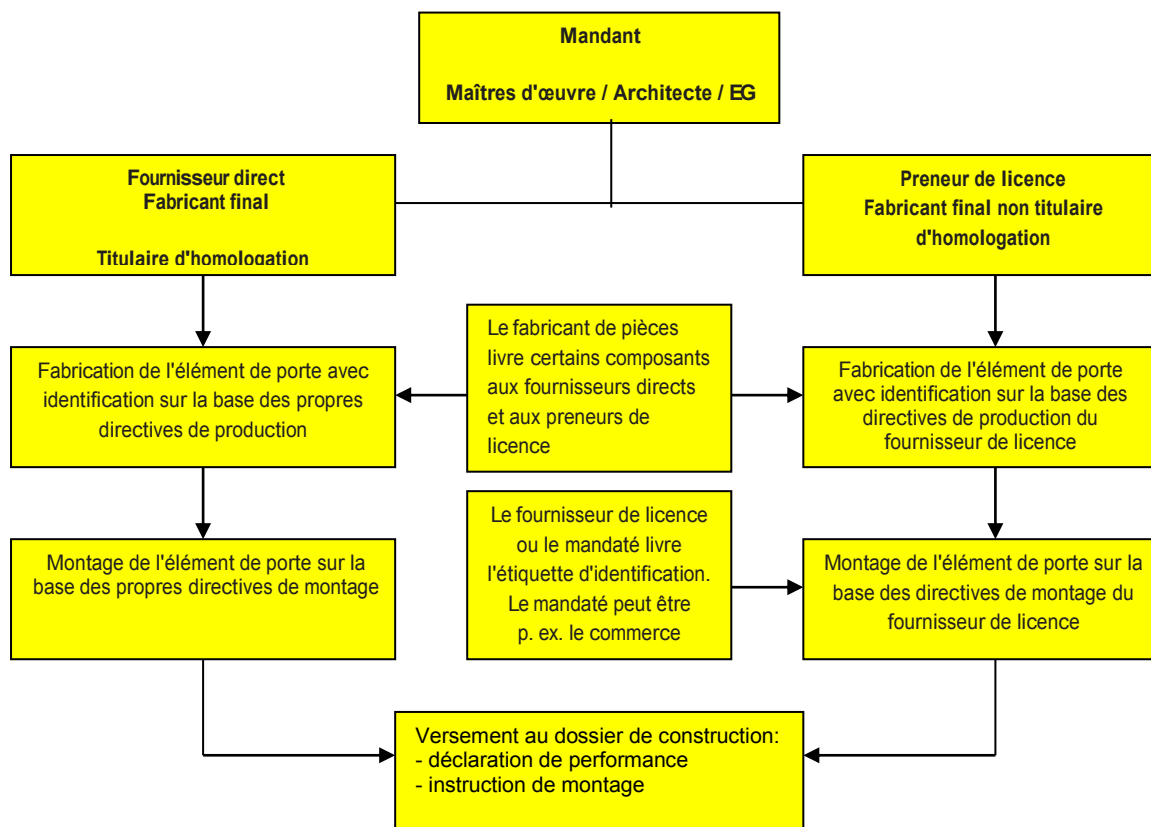 Mandant
Maîtres d'œuvre / Architecte / EG
Fournisseur direct
Fabricant final
Titulaire d'homologation
Preneur de licence
Fabricant final non titulaire
d'homologation
Fabrication de l'élément de porte avec
identification sur la base des propres
directives de production
Le fabricant de pièces
livre certains composants
aux fournisseurs directs
et aux preneurs de
licence
Fabrication de l'élément de porte
avec identification sur la base des
directives de production du
fournisseur de licence
Montage de l'élément de porte sur la
base des propres directives de montage
Le fournisseur de licence
ou le mandaté livre
l'étiquette d'identification.
Le mandaté peut être
p. ex. le commerce
Montage de l'élément de porte sur la
base des directives de montage du
fournisseur de licence
Versement au dossier de construction:
- déclaration de performance
- instruction de montage